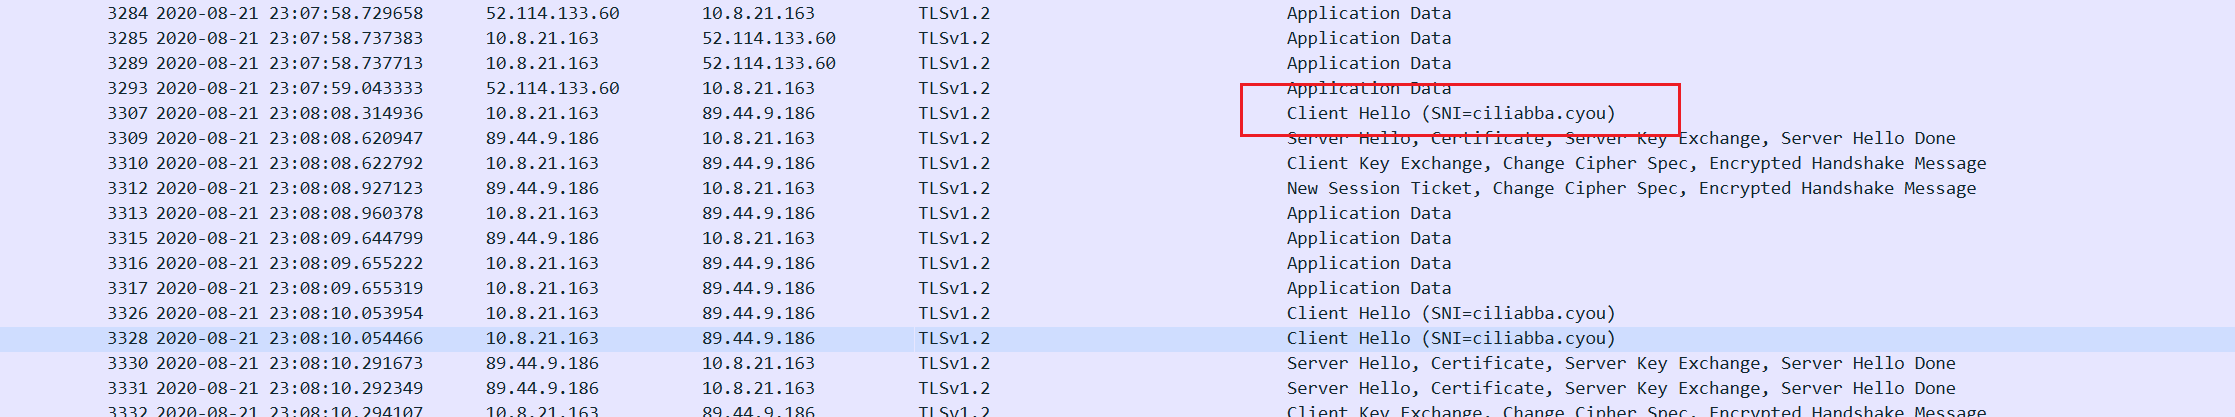 3284 2020-08-21 23:07:58.729658 52.114.133.60 10.8.21.163 TLSv1.2 Application Data
3285 2020-08-21 23:07:58.737383 10.8.21.163 52.114.133.60 TLSv1.2 Application Data
3289 2020-08-21 23:07:58.737713 10.8.21.163 52.114.133.60 TLSv1.2 Application Data
3293 2020-08-21 23:07:59.043333 52.114.133.60 10.8.21.163 TLSv1.2 Application Data
3307 2020-08-21 23:08:08.314936 10.8.21.163 89.44.9.186 TLSv1.2 Client Hello (SNI=ciliabba.cyou)
3309 2020-08-21 23:08:08.620947 89.44.9.186 10.8.21.163 TLSv1.2 Server Hello, Certificate, Server Key Exchange, Server Hello Done
3310 2020-08-21 23:08:08.622792 10.8.21.163 89.44.9.186 TLSv1.2 Client Key Exchange, Change Cipher Spec, Encrypted Handshake Message
3312 2020-08-21 23:08:08.927123 89.44.9.186 10.8.21.163 TLSv1.2 New Session Ticket, Change Cipher Spec, Encrypted Handshake Message
3313 2020-08-21 23:08:08.960378 10.8.21.163 89.44.9.186 TLSv1.2 Application Data
3315 2020-08-21 23:08:09.644799 89.44.9.186 10.8.21.163 TLSv1.2 Application Data
3316 2020-08-21 23:08:09.655222 10.8.21.163 89.44.9.186 TLSv1.2 Application Data
3317 2020-08-21 23:08:09.655319 10.8.21.163 89.44.9.186 TLSv1.2 Application Data
3326 2020-08-21 23:08:10.053954 10.8.21.163 89.44.9.186 TLSv1.2 Client Hello (SNI=ciliabba.cyou)
3328 2020-08-21 23:08:10.054466 10.8.21.163 89.44.9.186 TLSv1.2 Client Hello (SNI=ciliabba.cyou)
3330 2020-08-21 23:08:10.291673 89.44.9.186 10.8.21.163 TLSv1.2 Server Hello, Certificate, Server Key Exchange, Server Hello Done
3331 2020-08-21 23:08:10.292349 89.44.9.186 10.8.21.163 TLSv1.2 Server Hello, Certificate, Server Key Exchange, Server Hello Done
3332 2020-08-21 23:08:10.294107 10.8.21.163 89.44.9.186 TLSv1.2 Client Key Exchange, Change Cipher Spec, Encrypted Handshake Message